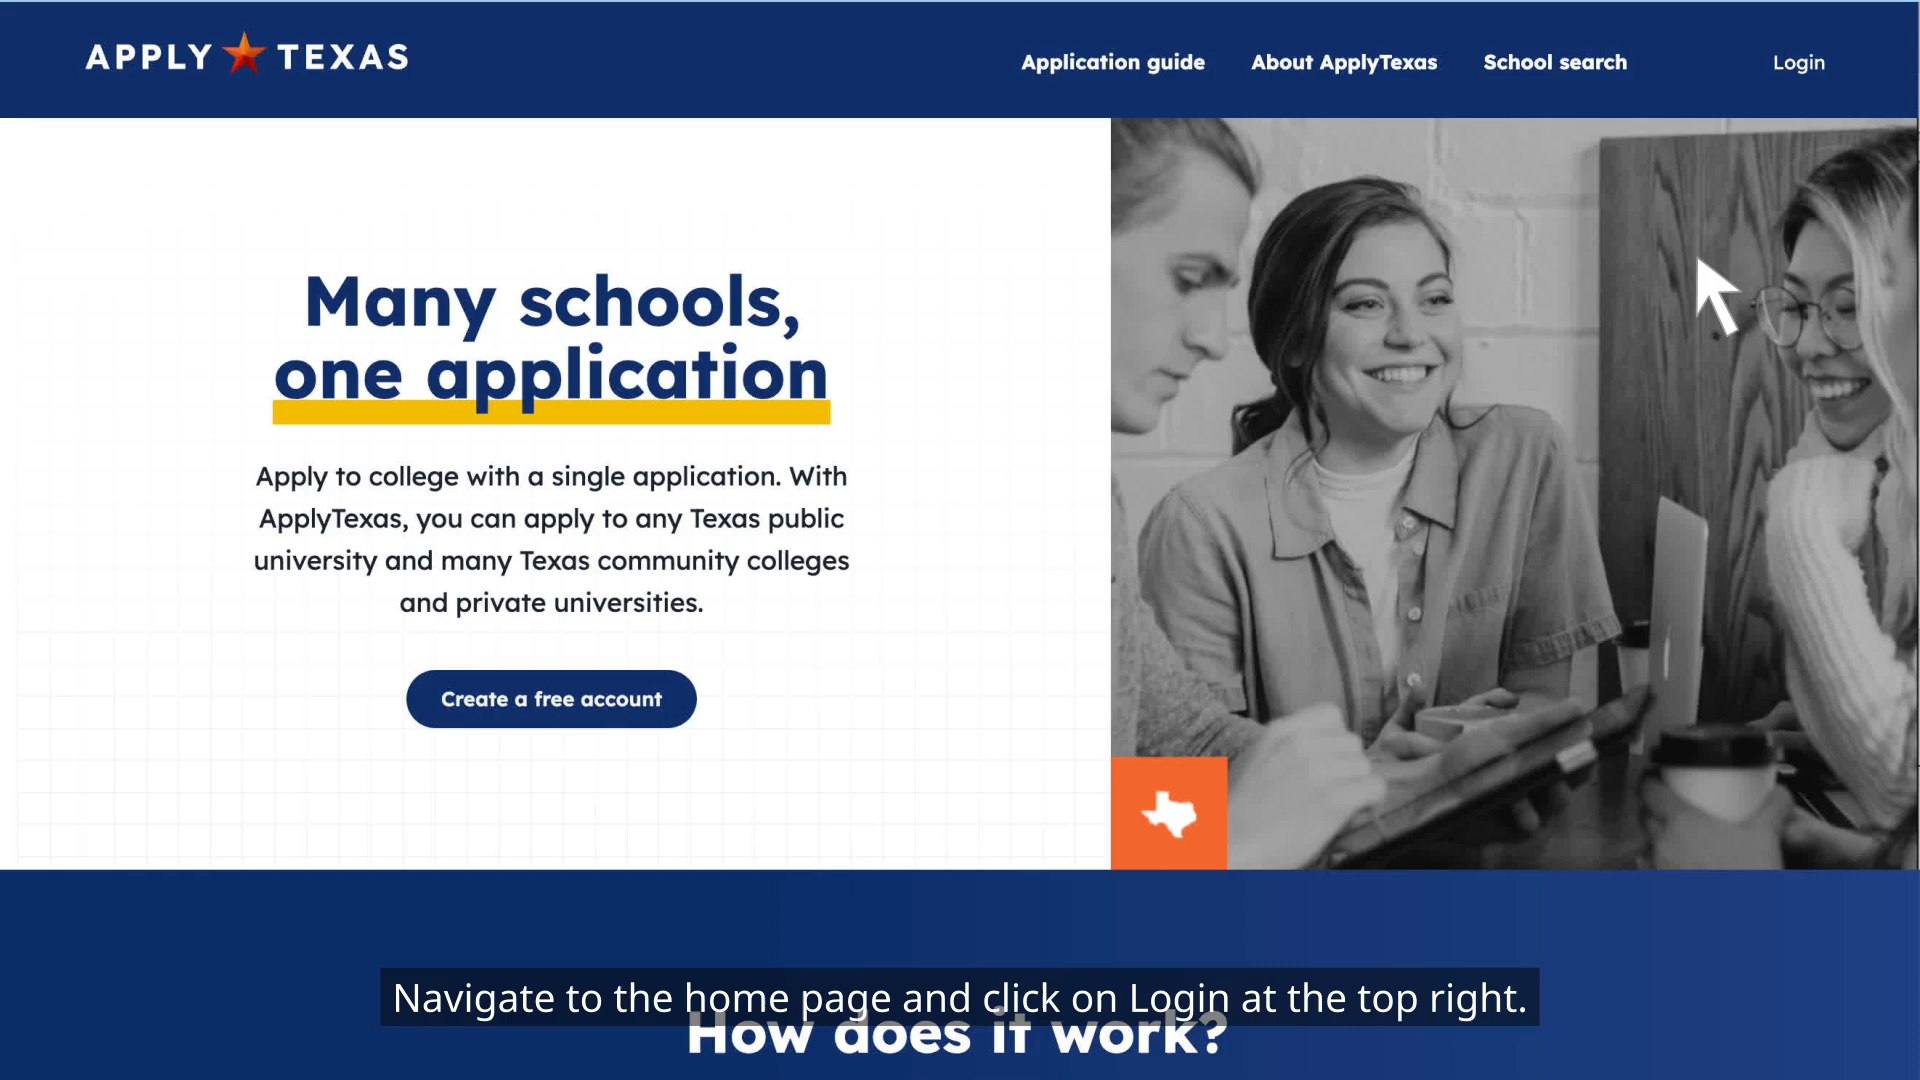 APPLY TEXAS
Application guide
About ApplyTexas
School search
Login
Many schools,
one application
Apply to college with a single application. With
ApplyTexas, you can apply to any Texas public
university and many Texas community colleges
and private universities.
Create a free account
Navigate to the home page and click on Login at the top right.
How does it work?